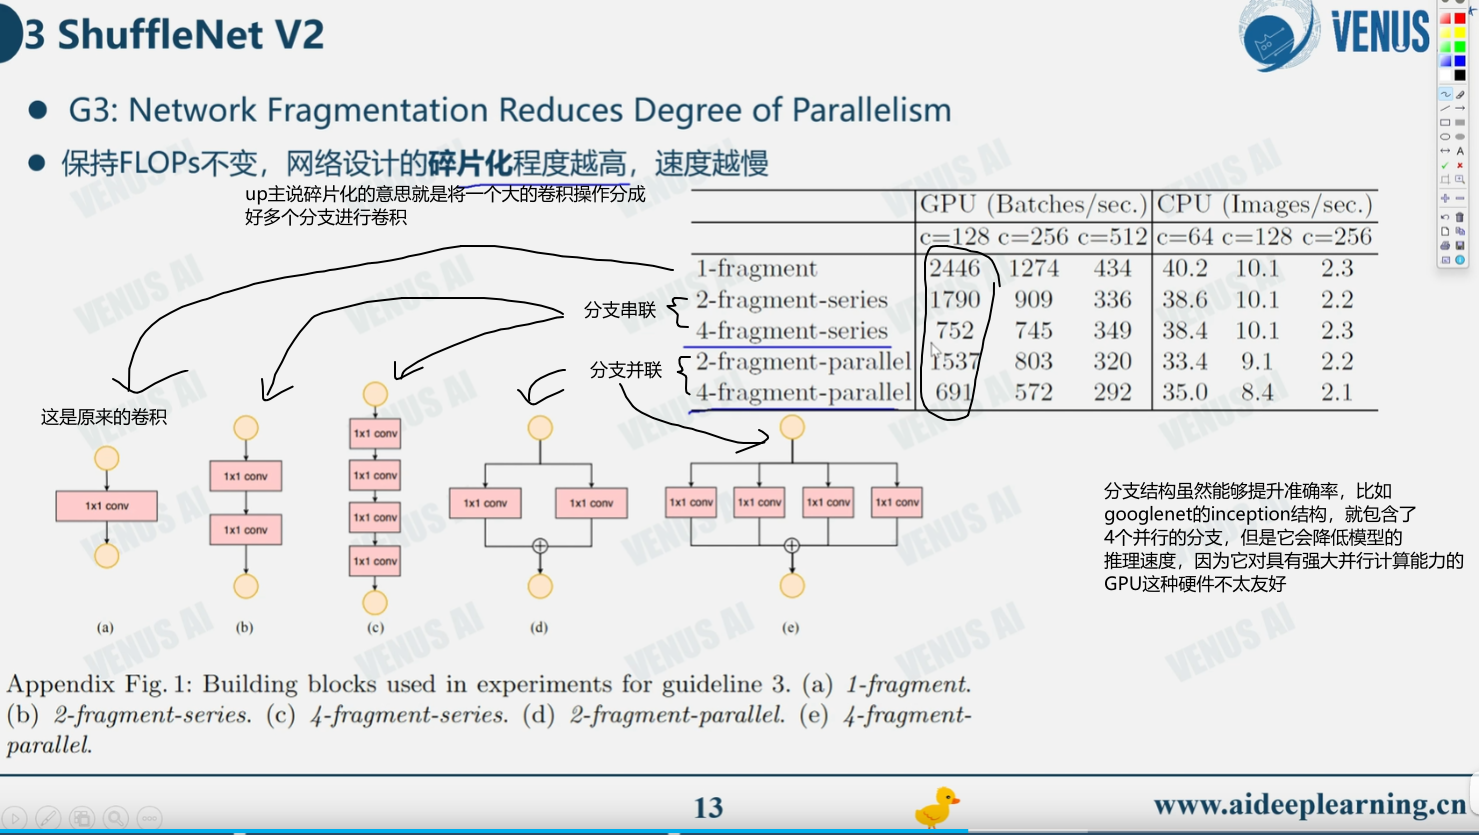 3 ShuffleNet V2
VENUS
● G3: Network Fragmentation Reduces Degree of Parallelism
● 保持FLOPs不变，网络设计的碎片化程度越高，速度越慢
up主说碎片化的意思就是将一个大的卷积操作分成
好多个分支进行卷积
GPU (Batches/sec.) CPU (Images/sec.)
c=128 c=256 c=512 c=64 c=128 c=256
1-fragment 2446 1274 434 40.2 10.1 2.3
2-fragment-series 1790 909 336 38.6 10.1 2.2
4-fragment-series 752 745 349 38.4 10.1 2.3
2-fragment-parallel 1537 803 320 33.4 9.1 2.2
4-fragment-parallel 691 572 292 35.0 8.4 2.1
分支串联
分支并联
这是原来的卷积
1x1 conv
1x1 conv
1x1 conv
1x1 conv
1x1 conv
1x1 conv
1x1 conv
1x1 conv
1x1 conv
1x1 conv
1x1 conv
1x1 conv
1x1 conv
(a) (b) (c) (d) (e)
分支结构虽然能够提升准确率，比如
googlenet的inception结构，就包含了
4个并行的分支，但是它会降低模型的
推理速度，因为它对具有强大并行计算能力的
GPU这种硬件不太友好
Appendix Fig. 1: Building blocks used in experiments for guideline 3. (a) 1-fragment.
(b) 2-fragment-series. (c) 4-fragment-series. (d) 2-fragment-parallel. (e) 4-fragment-
parallel.
13
www.aideeplearning.cn
VENUS AI